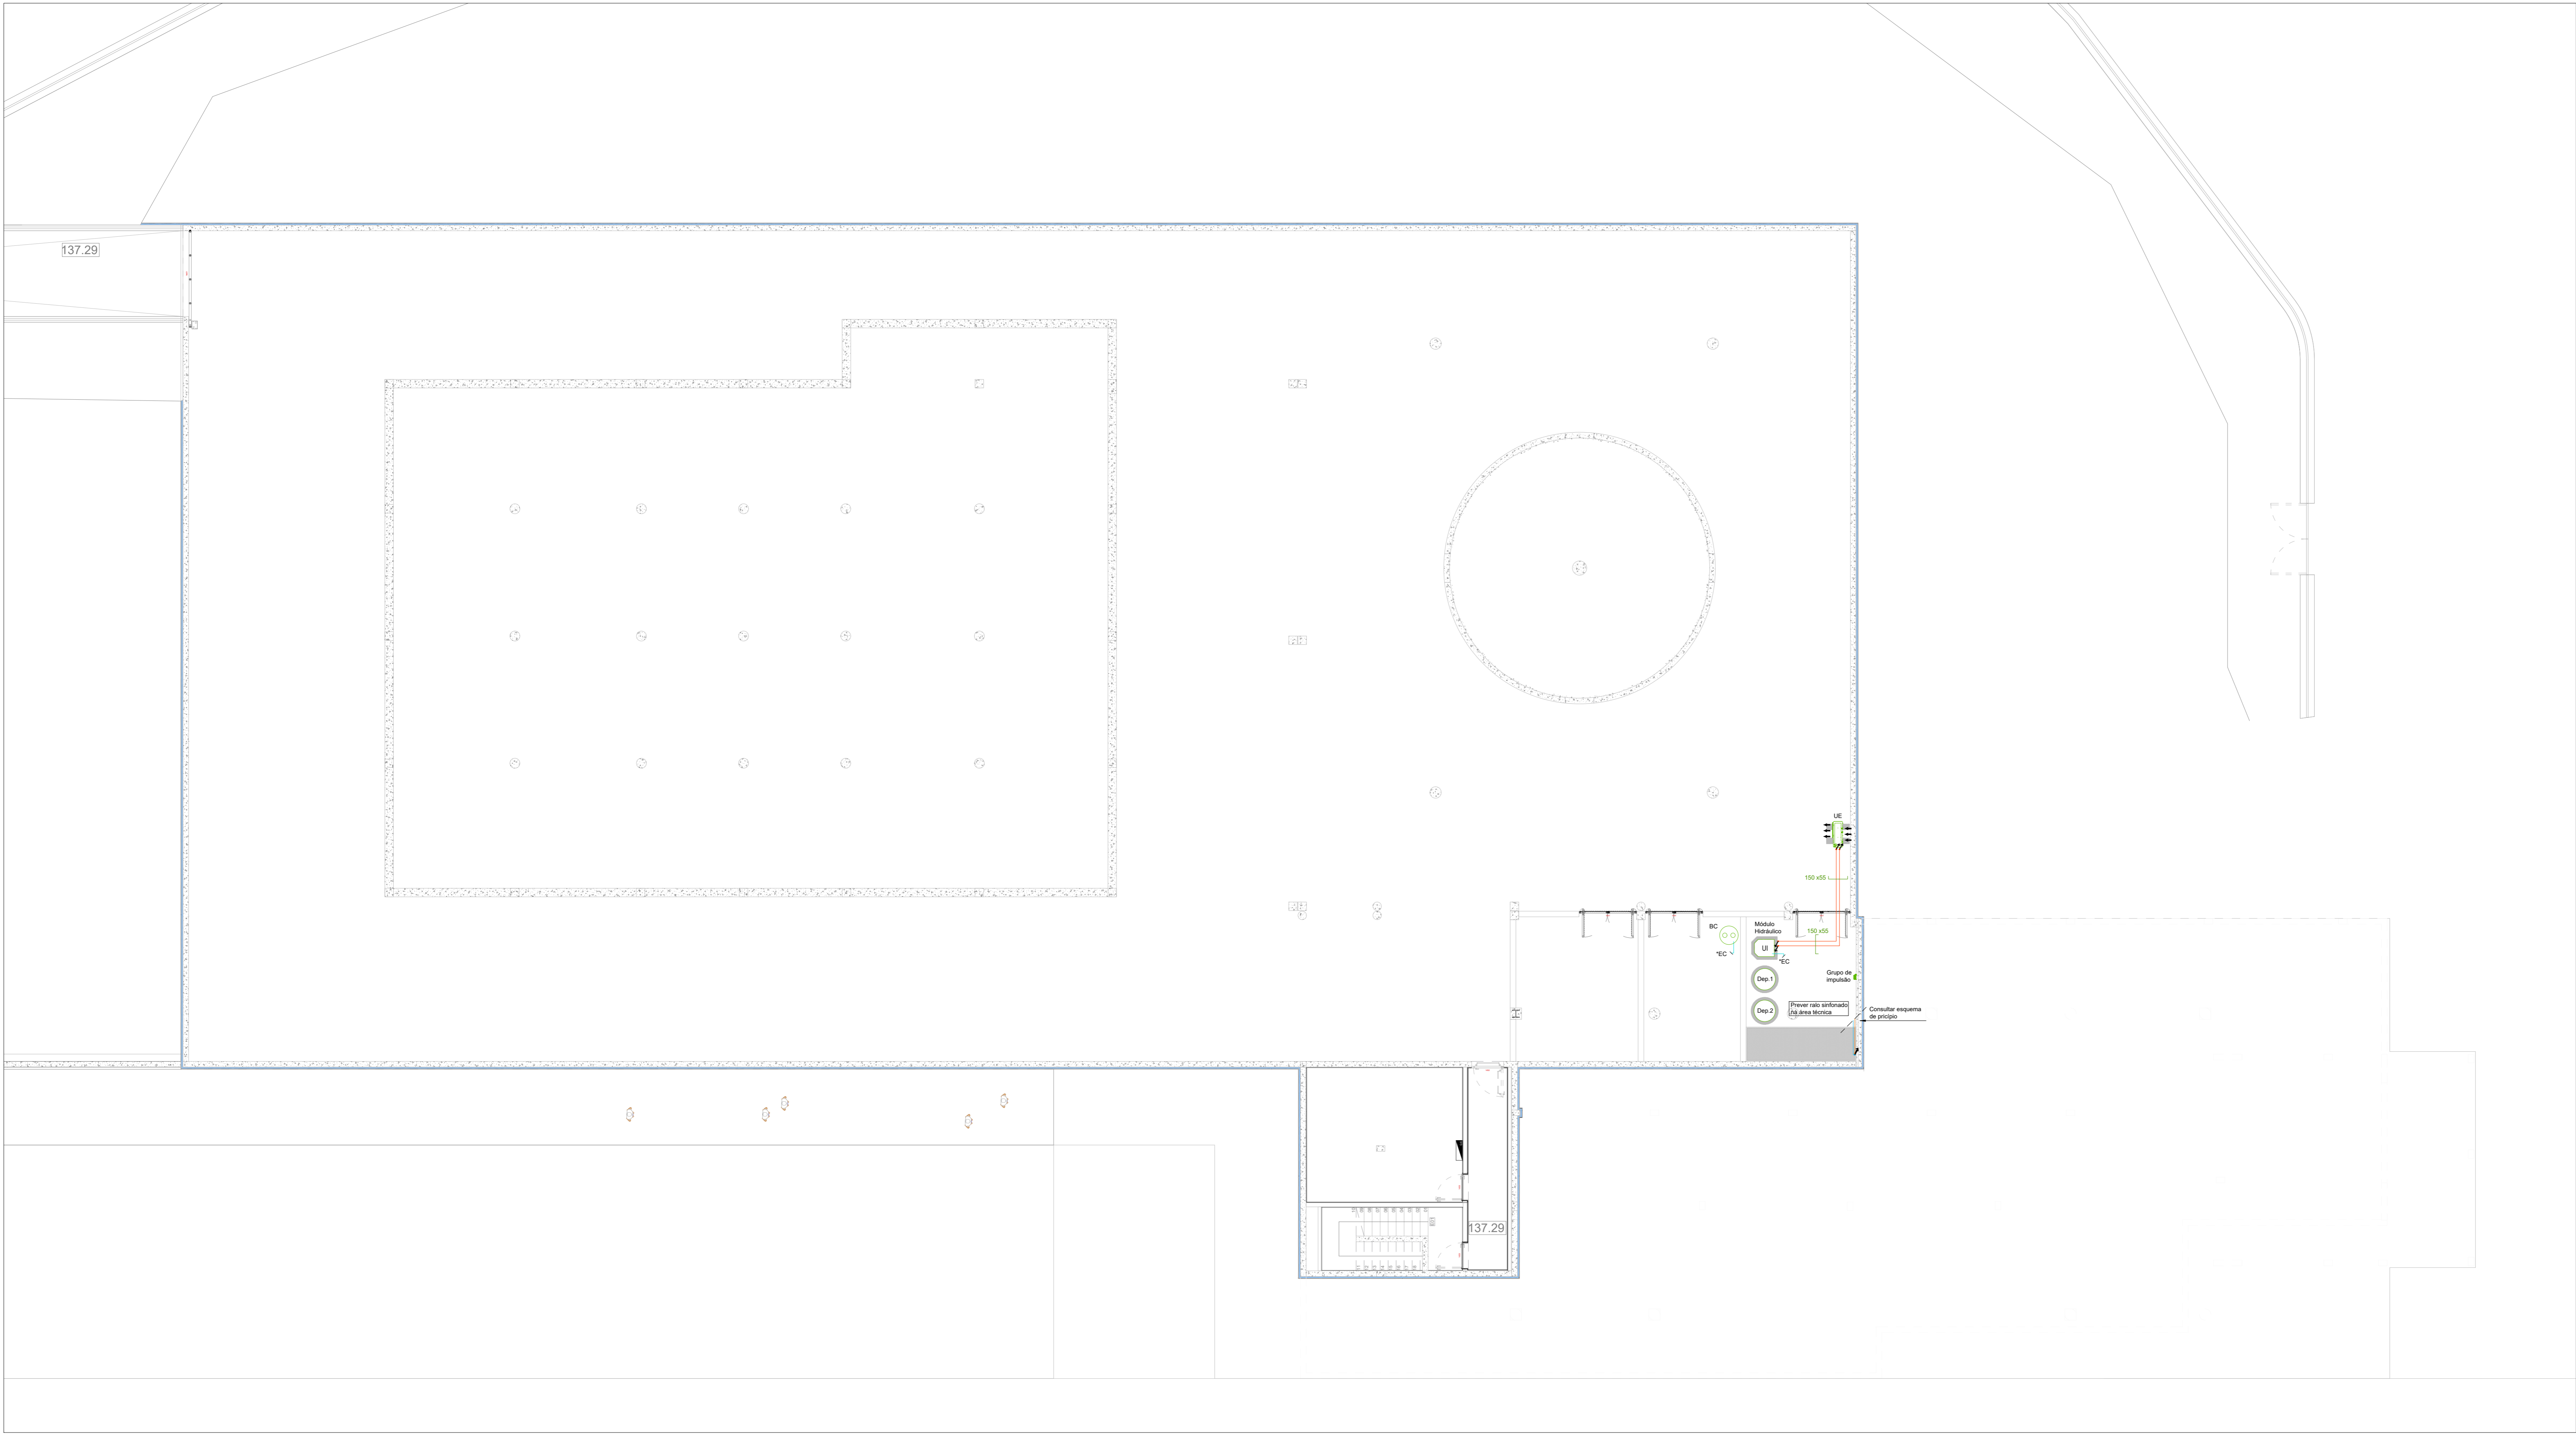 137.29
UE
150 x55
BC
Módulo
Hidráulico
150 x55
UI
*EC
*EC
Grupo de
impulsão
Dep.1
Dep.2
Prever ralo sinfonado
na área técnica
Consultar esquema
de pricípio
137.29